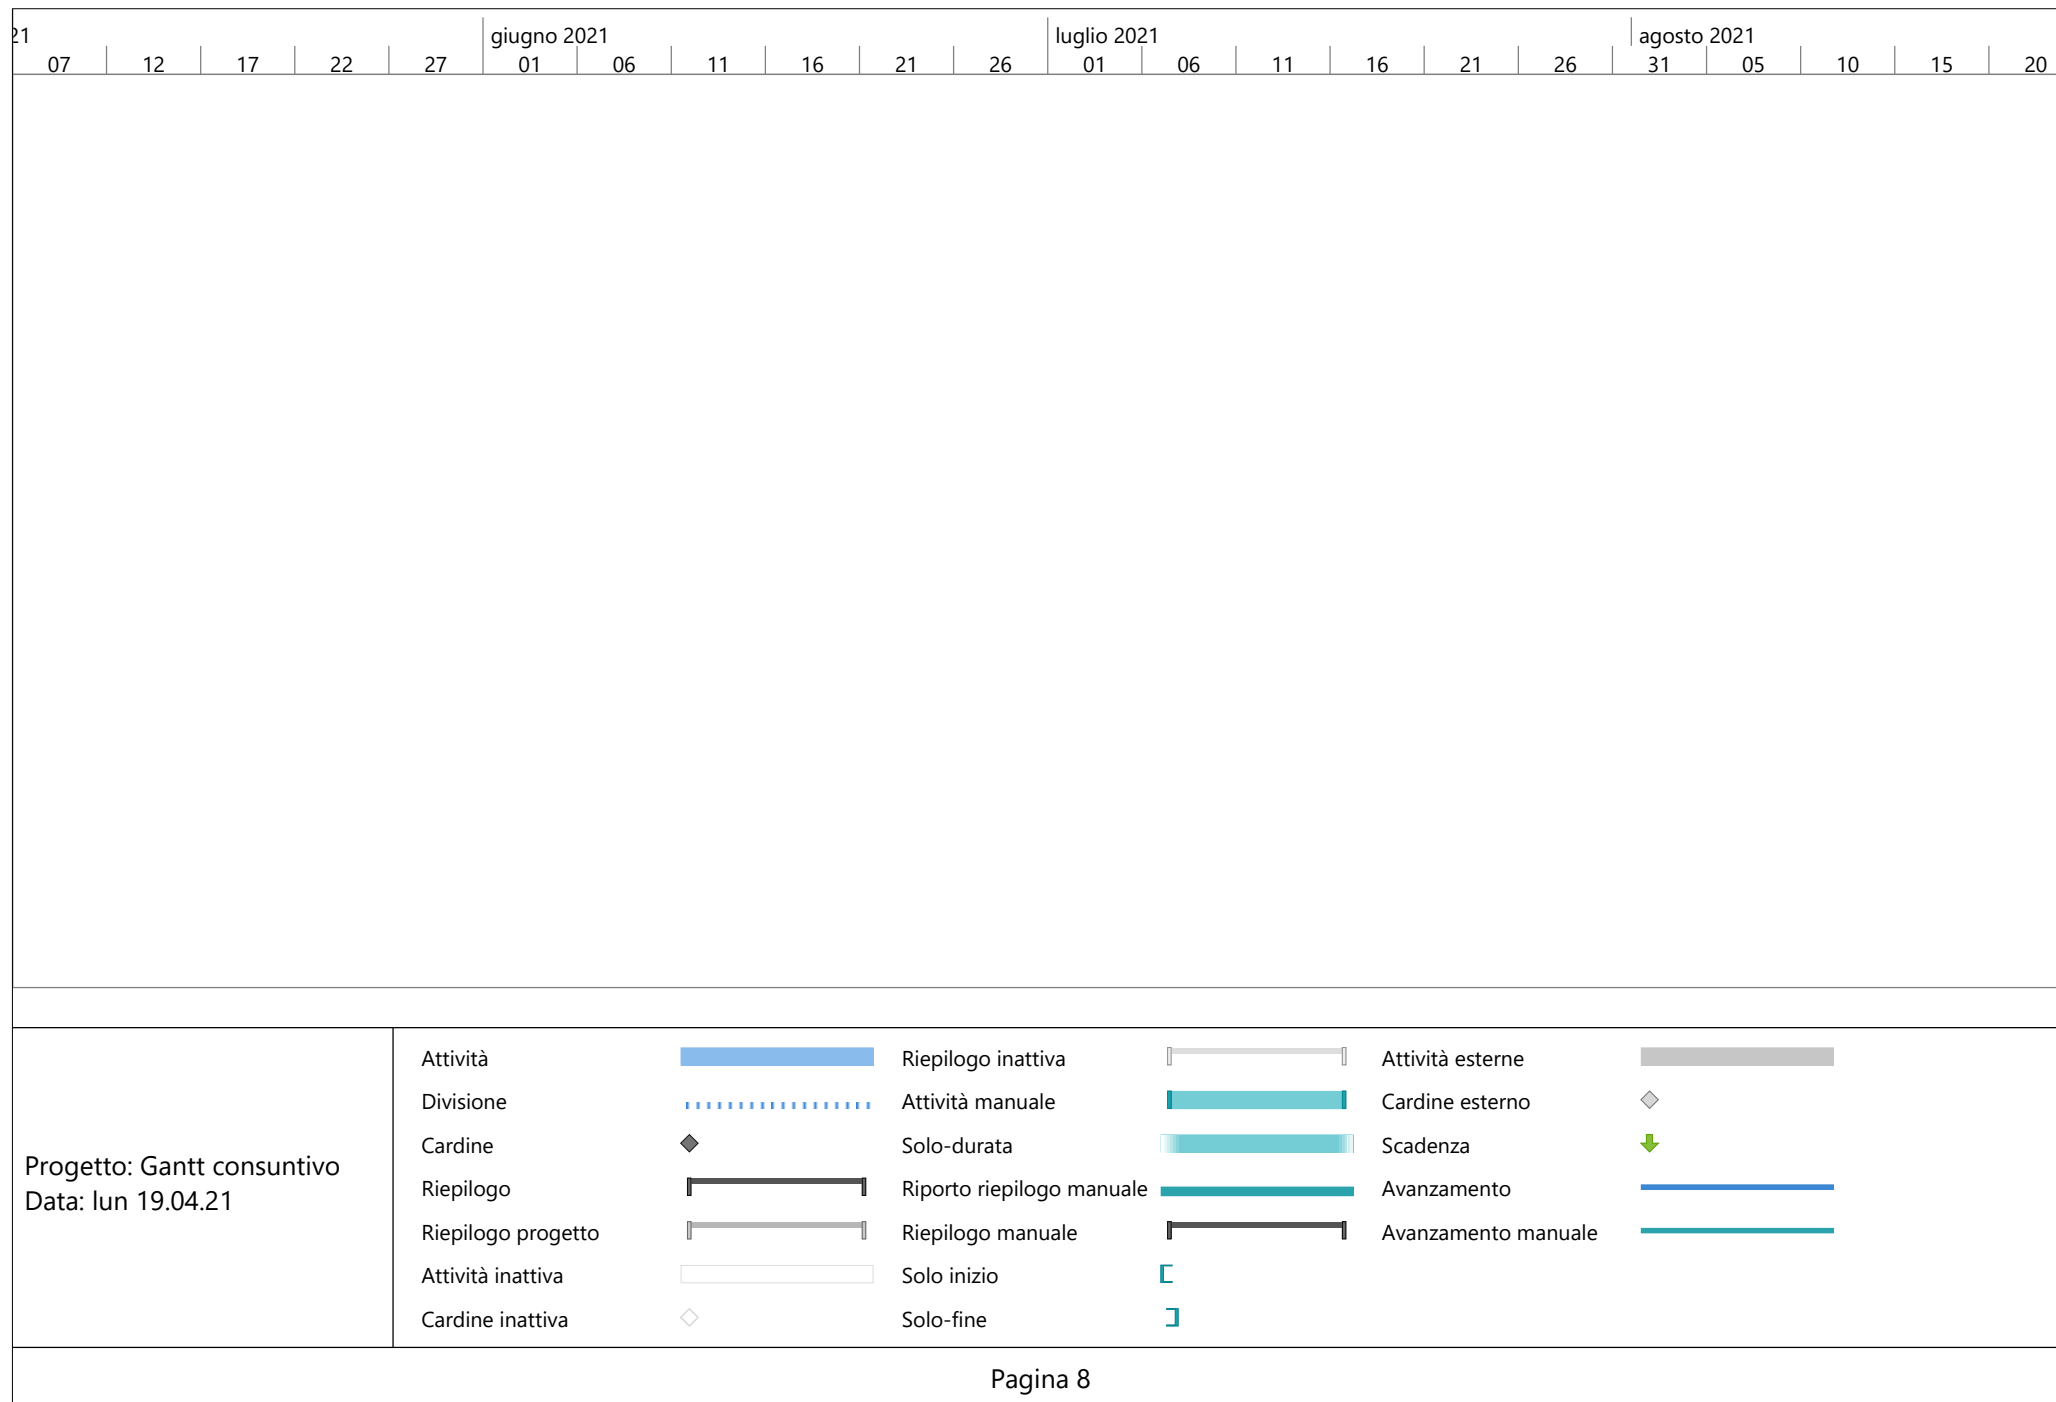 21 giugno 2021 luglio 2021 agosto 2021
07 12 17 22 27 01 06 11 16 21 26 01 06 11 16 21 26 31 05 10 15 20
Progetto: Gantt consuntivo
Data: lun 19.04.21
Attività
Divisione
Cardine
Riepilogo
Riepilogo progetto
Attività inattiva
Cardine inattiva
Riepilogo inattiva
Attività manuale
Solo-durata
Riporto riepilogo manuale
Riepilogo manuale
Solo inizio
Solo-fine
Attività esterne
Cardine esterno
Scadenza
Avanzamento
Avanzamento manuale
Pagina 8